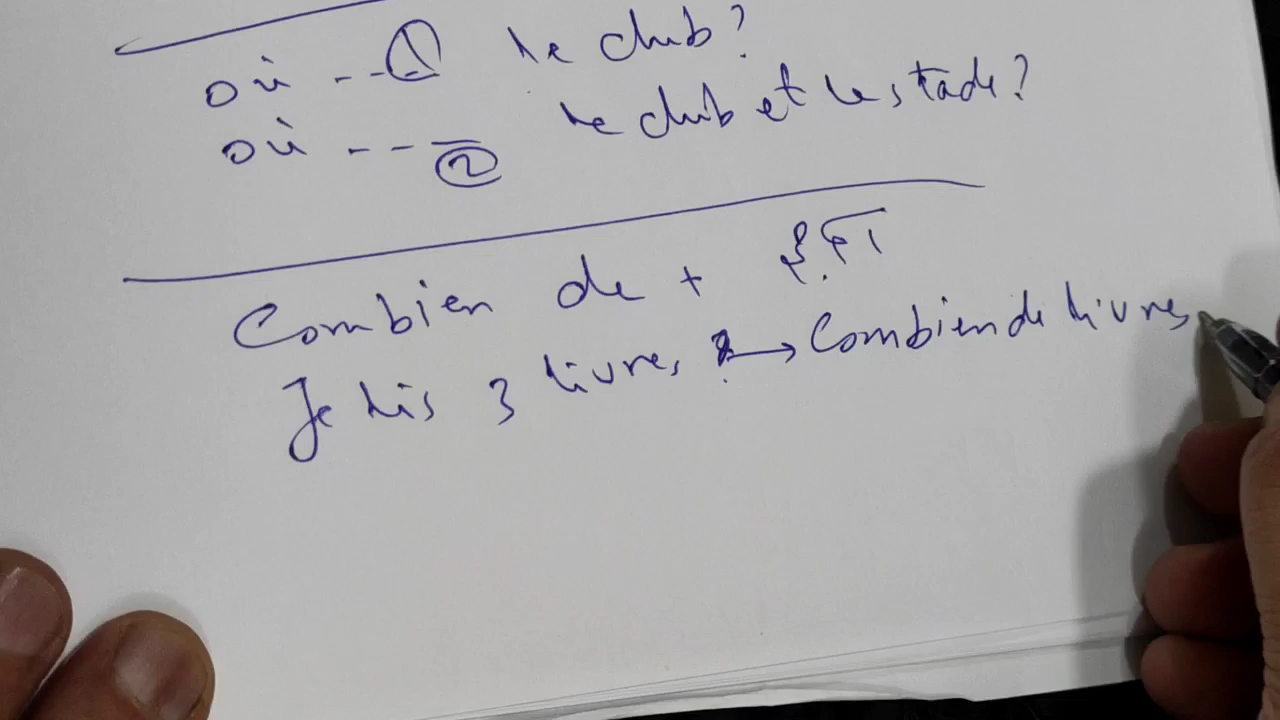 où --- ① le club?
où --- ② le club et le stade?
Combien de +
Je lis 3 livres → Combien de livres